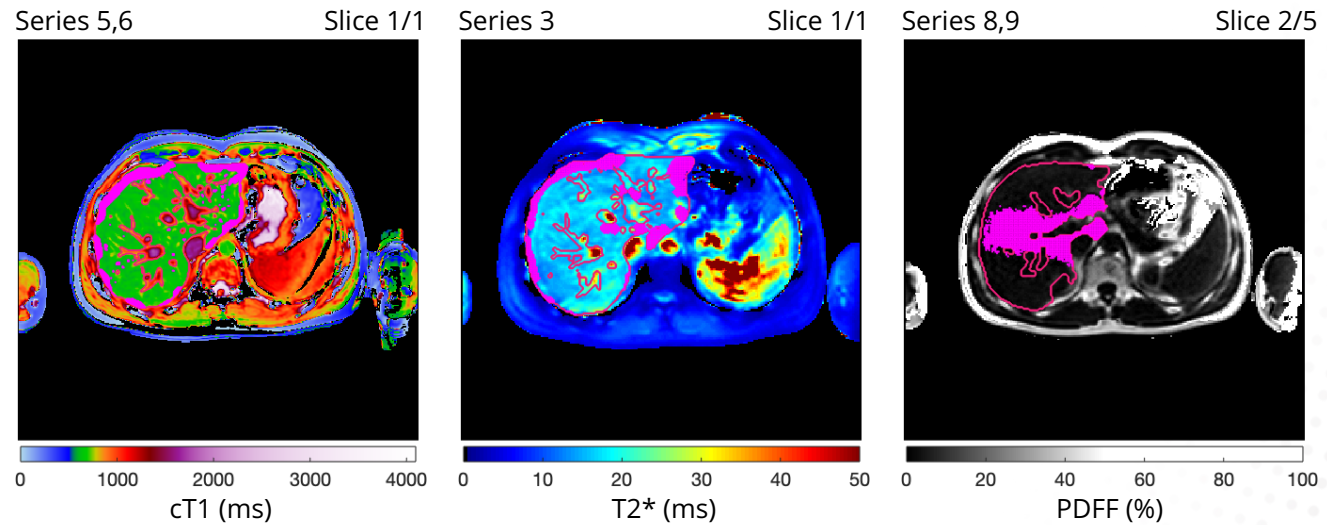 Series 5,6 Slice 1/1 Series 3 Slice 1/1 Series 8,9 Slice 2/5
0 1000 2000 3000 4000 0 10 20 30 40 50 0 20 40 60 80 100
cT1 (ms) T2* (ms) PDFF (%)